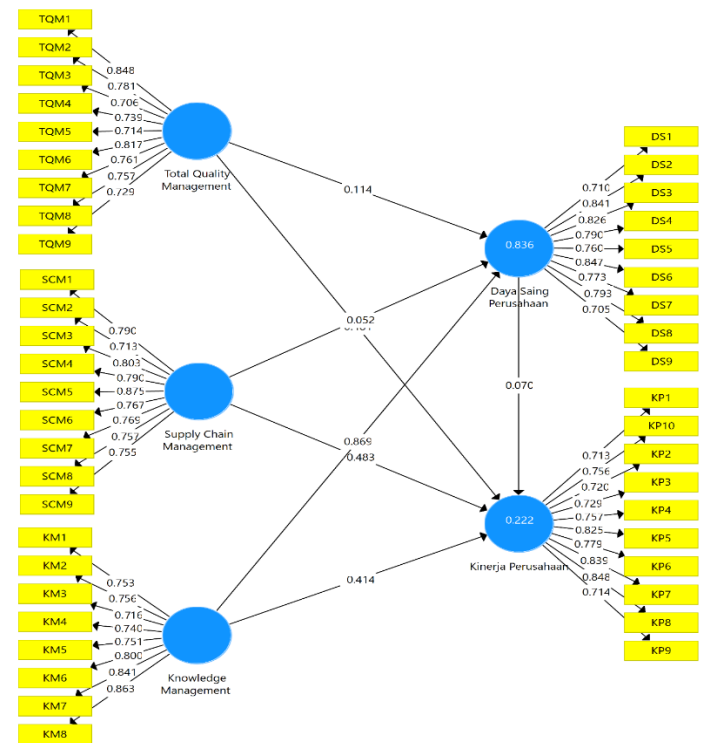 TQM1
TQM2
TQM3
TQM4
TQM5
TQM6
TQM7
TQM8
TQM9
0.848
0.781
0.706
0.739
0.714
0.817
0.761
0.757
0.729
Total Quality
Management
SCM1
SCM2
SCM3
SCM4
SCM5
SCM6
SCM7
SCM8
SCM9
0.790
0.713
0.803
0.790
0.875
0.767
0.769
0.757
0.755
Supply Chain
Management
KM1
KM2
KM3
KM4
KM5
KM6
KM7
KM8
0.753
0.756
0.716
0.740
0.751
0.800
0.841
0.863
Knowledge
Management
0.114
0.052
0.869
0.483
0.414
0.836
Daya Saing
Perusahaan
0.070
0.222
Kinerja Perusahaan
0.710
0.841
0.826
0.790
0.760
0.847
0.773
0.793
0.705
DS1
DS2
DS3
DS4
DS5
DS6
DS7
DS8
DS9
0.713
0.756
0.720
0.729
0.757
0.825
0.779
0.839
0.848
0.714
KP1
KP10
KP2
KP3
KP4
KP5
KP6
KP7
KP8
KP9